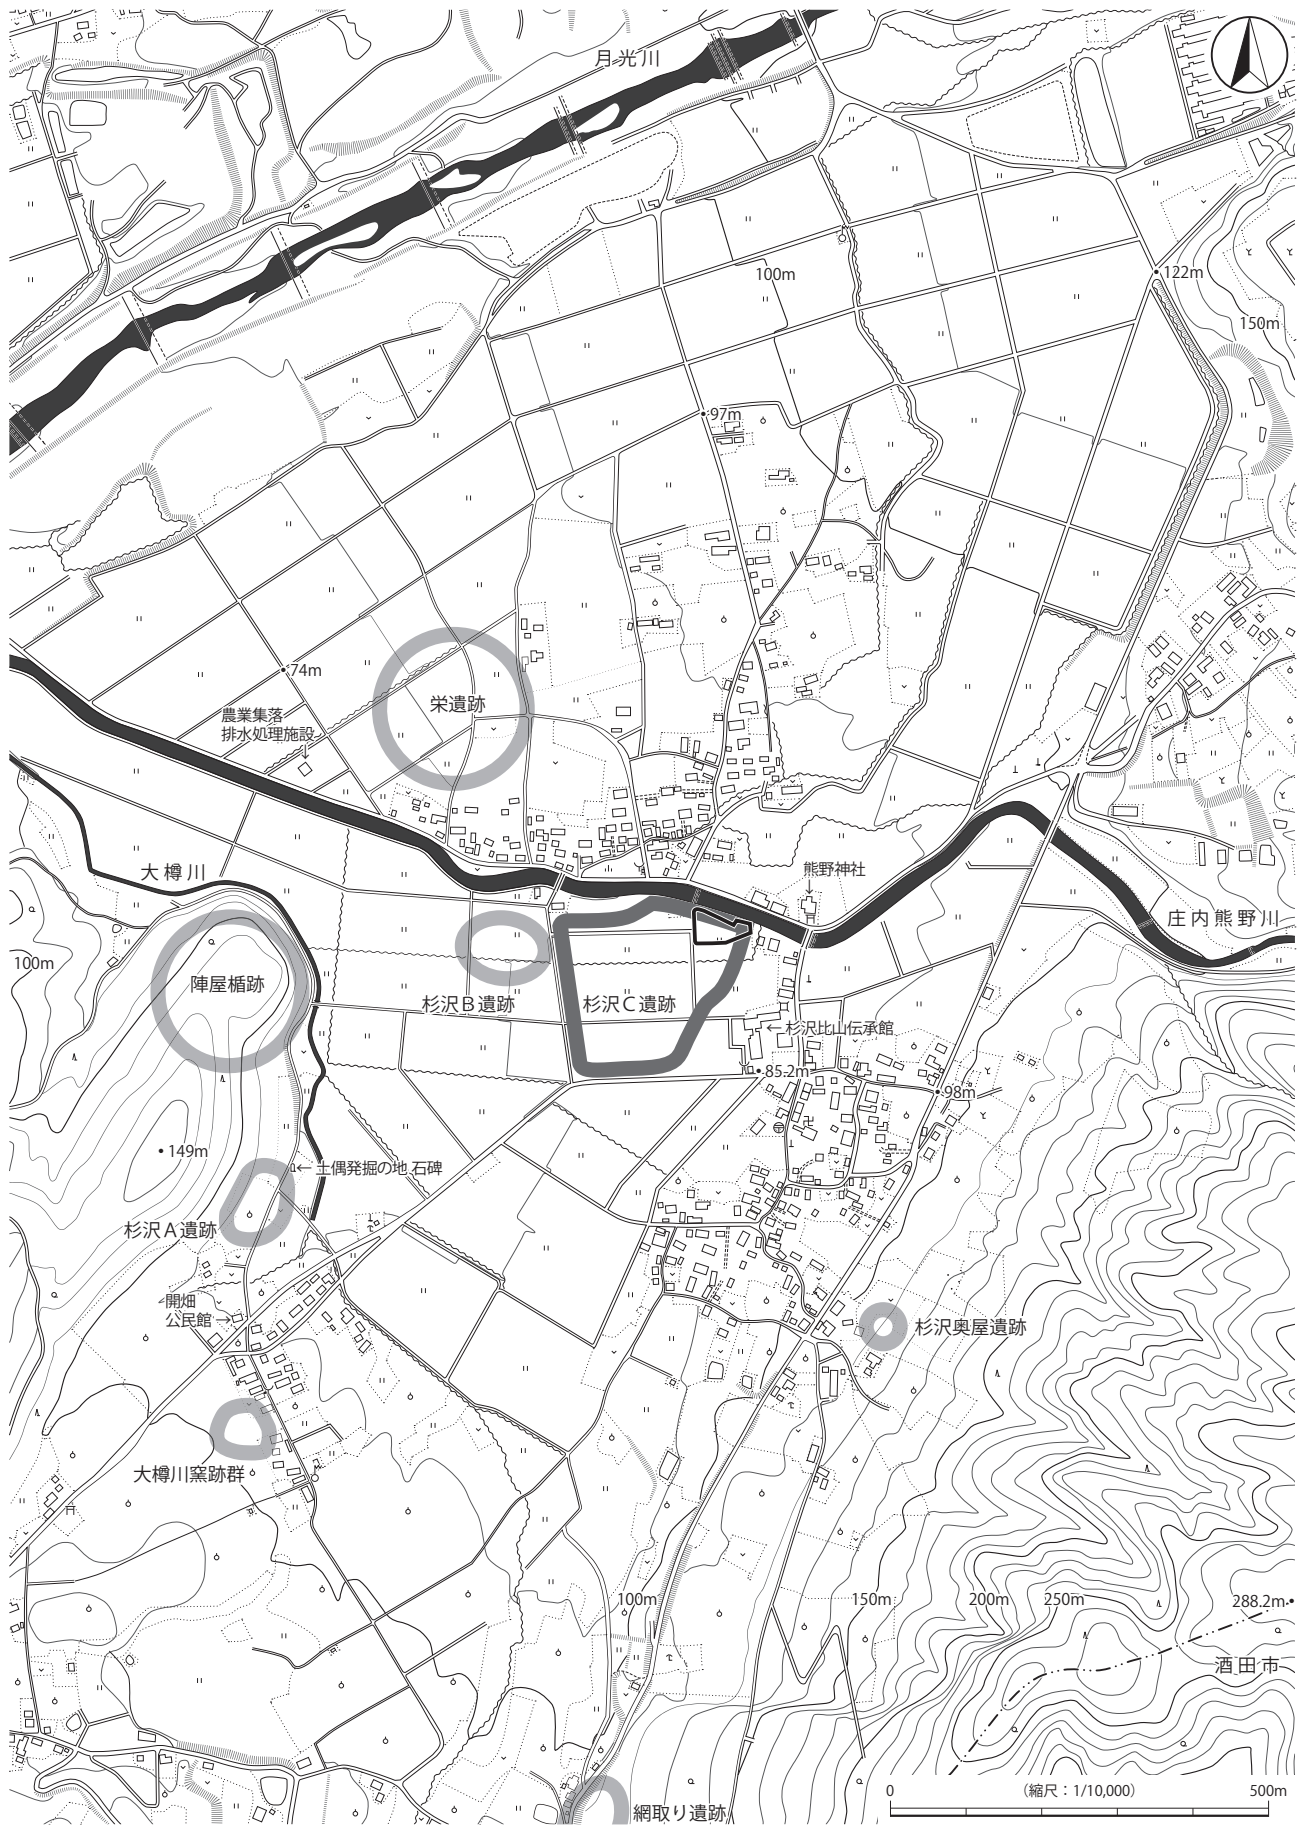 月光川
100m
122m
150m
97m
74m
栄遺跡
農業集落
排水処理施設
大樽川
熊野神社
庄内熊野川
100m
陣屋楯跡
杉沢B遺跡
杉沢C遺跡
杉沢比山伝承館
85.2m
98m
149m
土偶発掘の地 石碑
杉沢A遺跡
開畑
公民館
杉沢奥屋遺跡
大樽川窯跡群
100m
150m
200m
250m
288.2m
酒田市
0
(縮尺：1/10,000)
500m
網取り遺跡